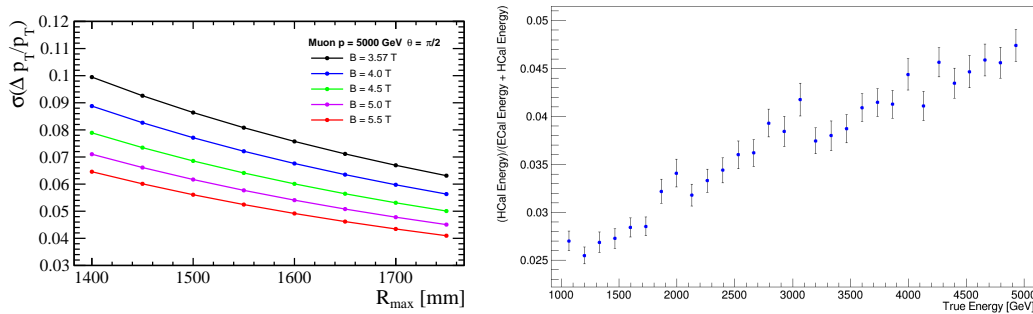 0.12
0.11
0.1
0.09
0.08
0.07
0.06
0.05
0.04
0.03
σ(Δ p_T/p_T)
Muon p = 5000 GeV θ = π/2
B = 3.57 T
B = 4.0 T
B = 4.5 T
B = 5.0 T
B = 5.5 T
1400 1500 1600 1700
R_max [mm]
(HCal Energy)/(ECal Energy + HCal Energy)
0.05
0.045
0.04
0.035
0.03
0.025
1000 1500 2000 2500 3000 3500 4000 4500 5000
True Energy [GeV]